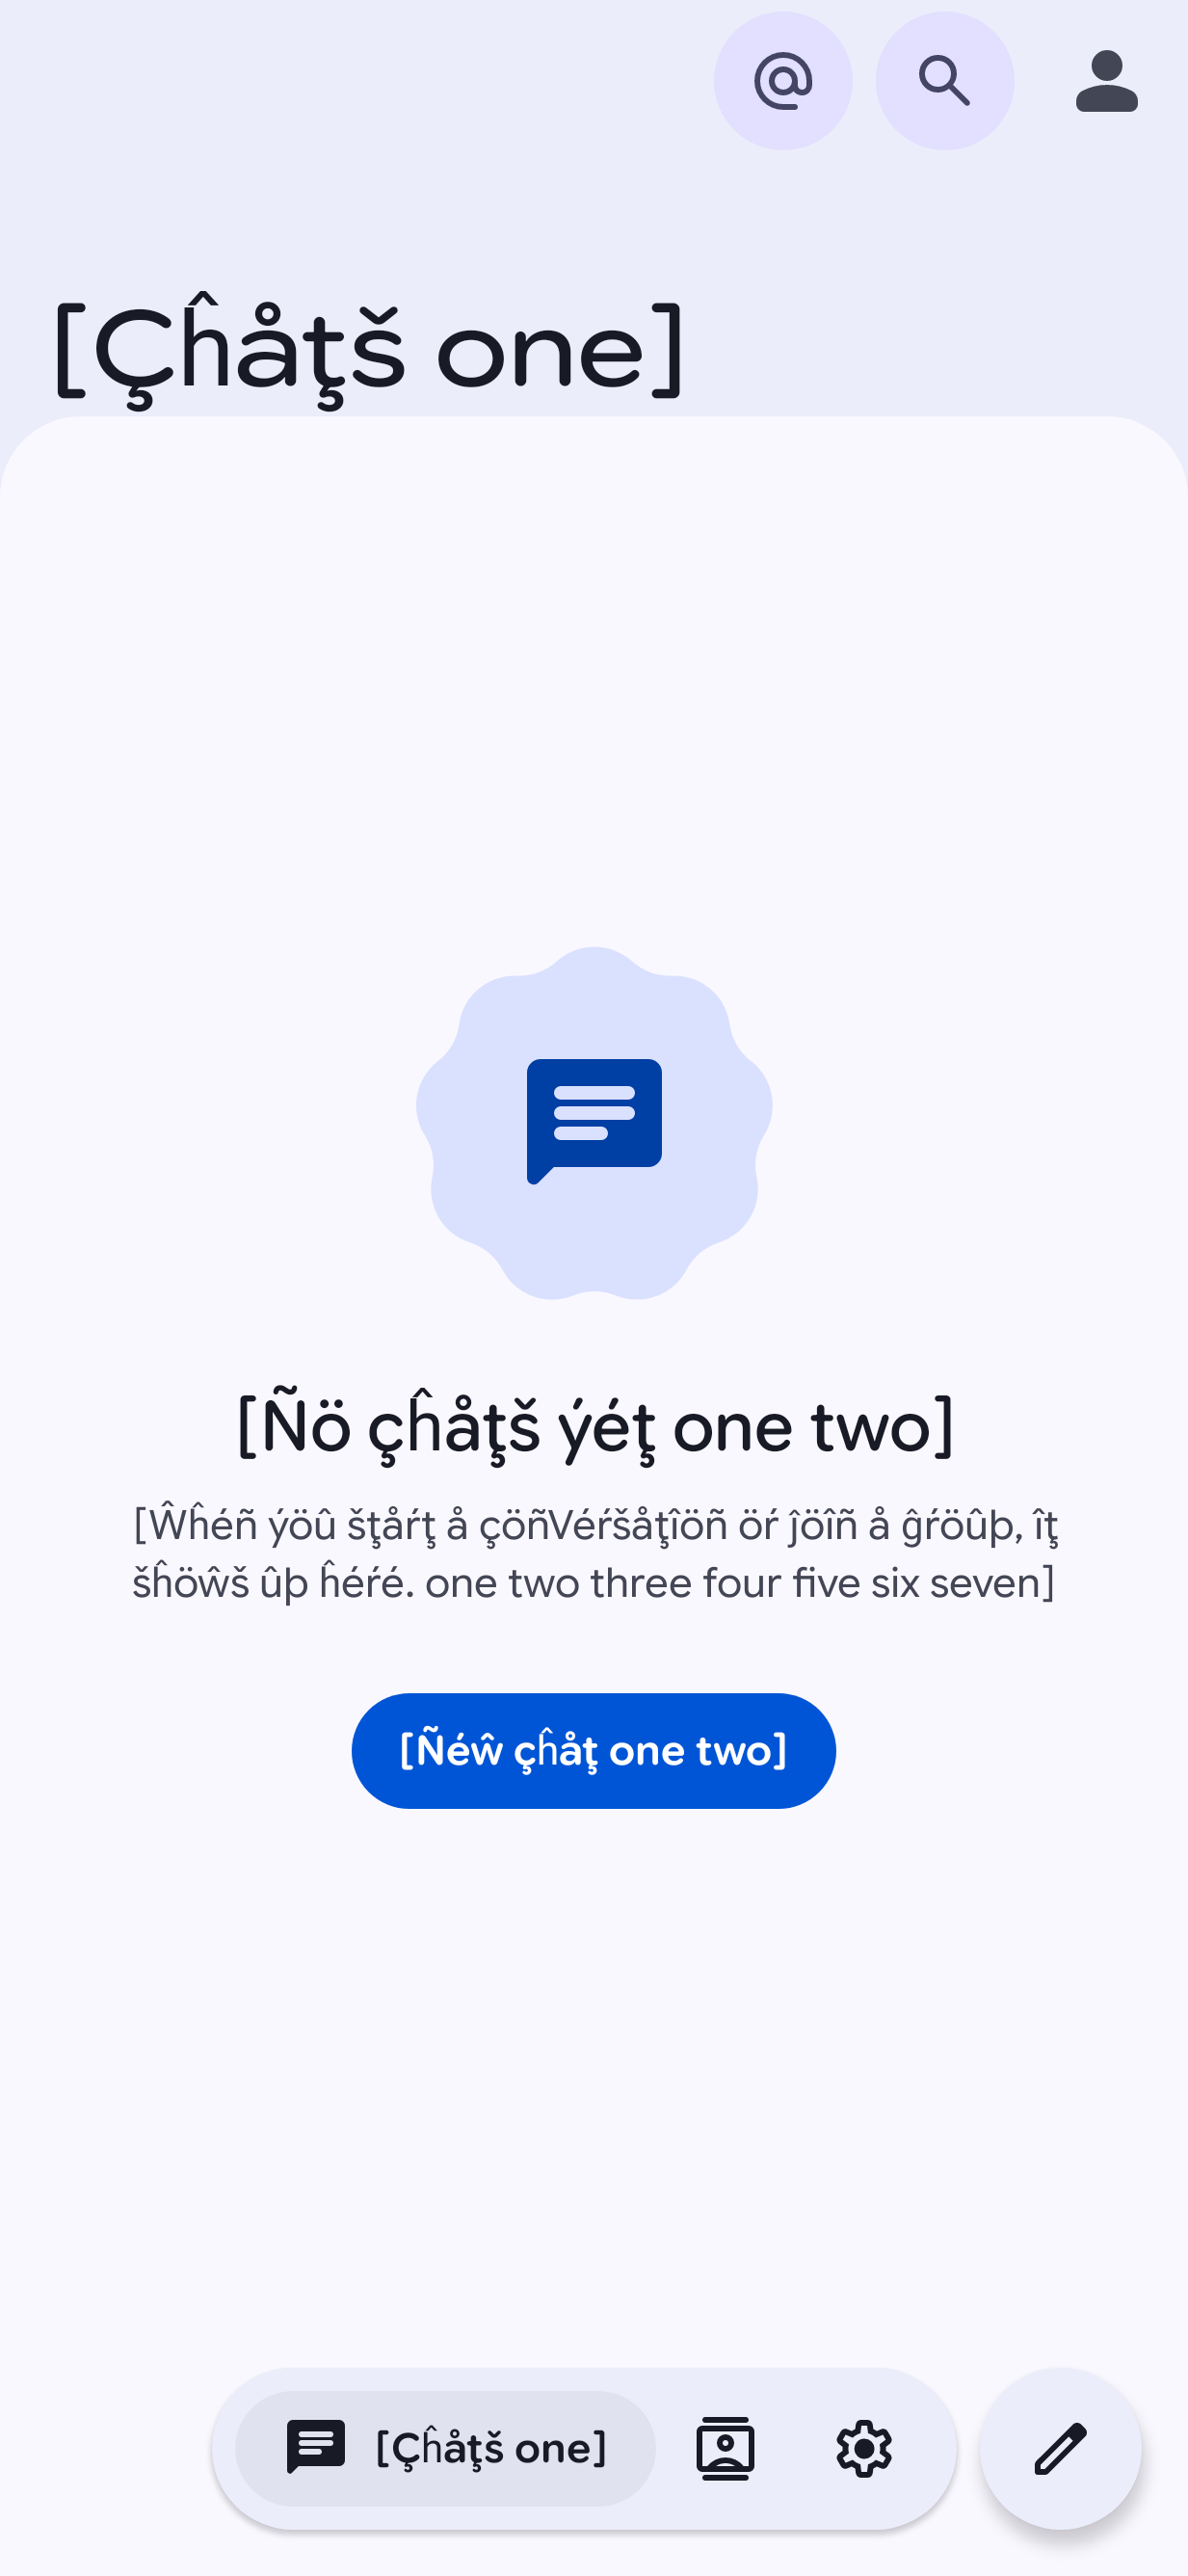 [Çĥåţš one]
[Ñö çĥåţš ýéţ one two]
[Ŵĥéñ ýöû šţåŕţ å çöñVéŕšåţîöñ öŕ ĵöîñ å ĝŕöûþ, îţ
šĥöŵš ûþ ĥéŕé. one two three four five six seven]
[Ñéŵ çĥåţ one two]
[Çĥåţš one]